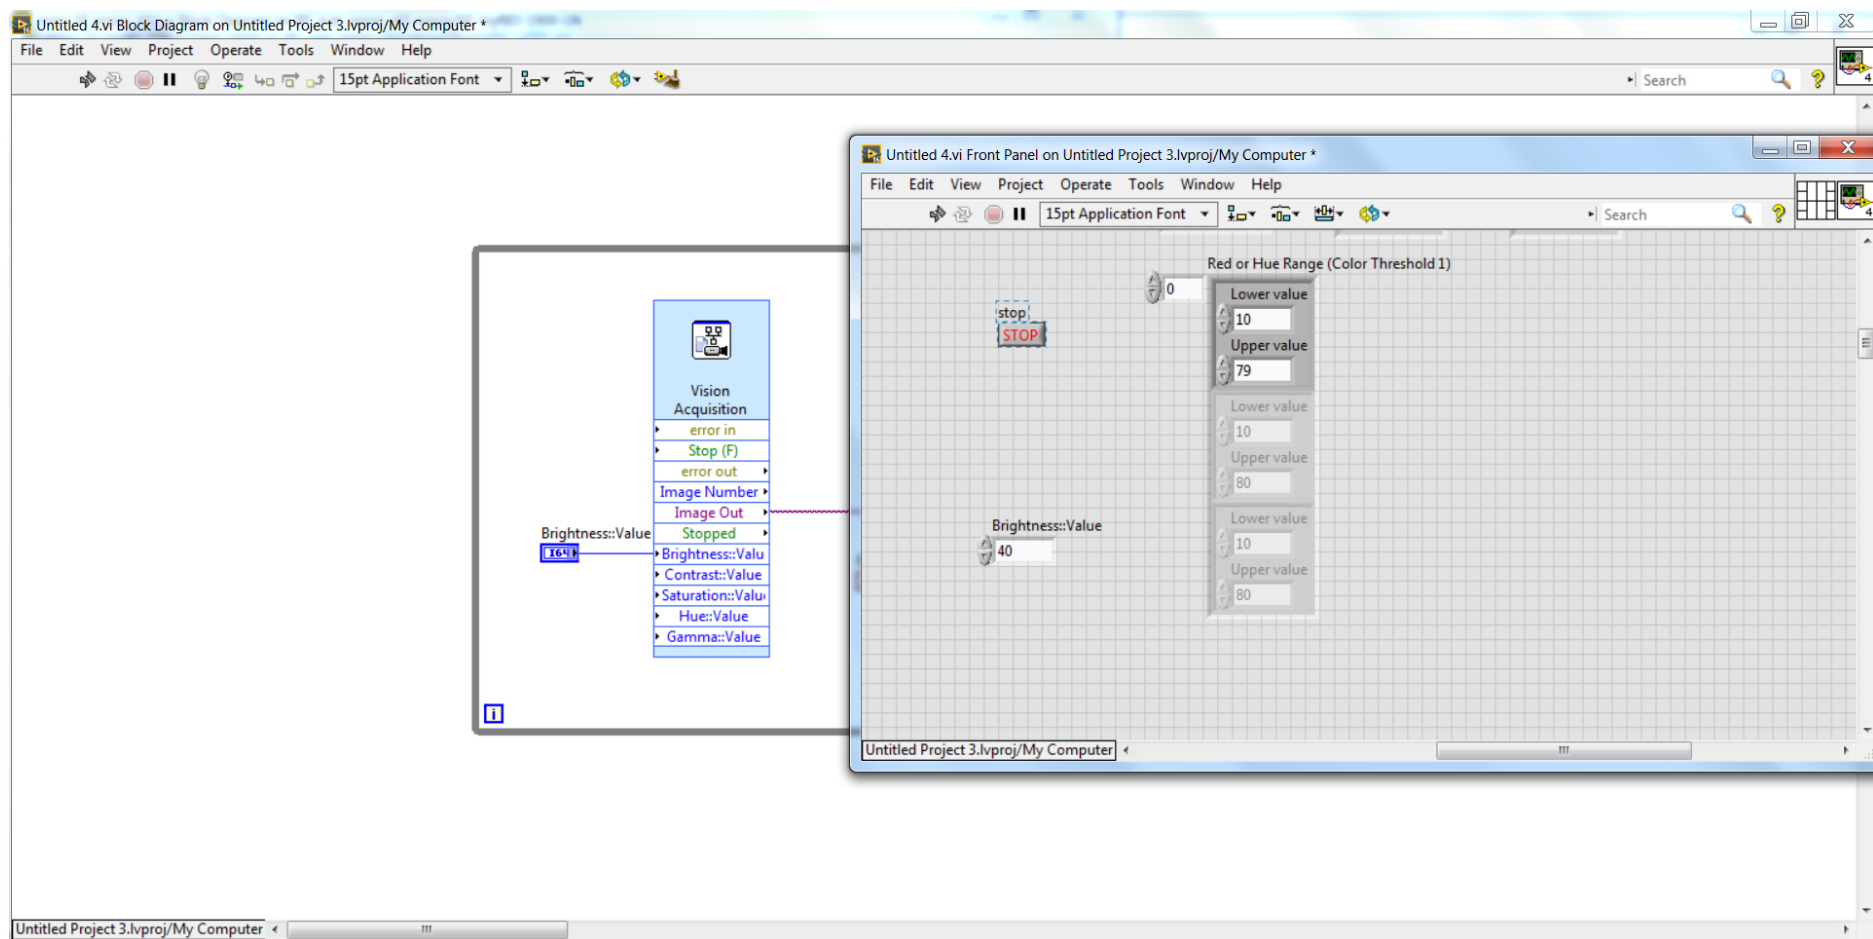 Untitled 4.vi Block Diagram on Untitled Project 3.lvproj/My Computer *
File Edit View Project Operate Tools Window Help
15pt Application Font
Search
?
4
Vision
Acquisition
error in
Stop (F)
error out
Image Number
Image Out
Stopped
Brightness::Valu
Contrast::Value
Saturation::Valu
Hue::Value
Gamma::Value
Brightness::Value
I64
i
Untitled Project 3.lvproj/My Computer
Untitled 4.vi Front Panel on Untitled Project 3.lvproj/My Computer *
File Edit View Project Operate Tools Window Help
15pt Application Font
Search
?
4
Red or Hue Range (Color Threshold 1)
0
Lower value
10
Upper value
79
Lower value
10
Upper value
80
Lower value
10
Upper value
80
stop
STOP
Brightness::Value
40
Untitled Project 3.lvproj/My Computer